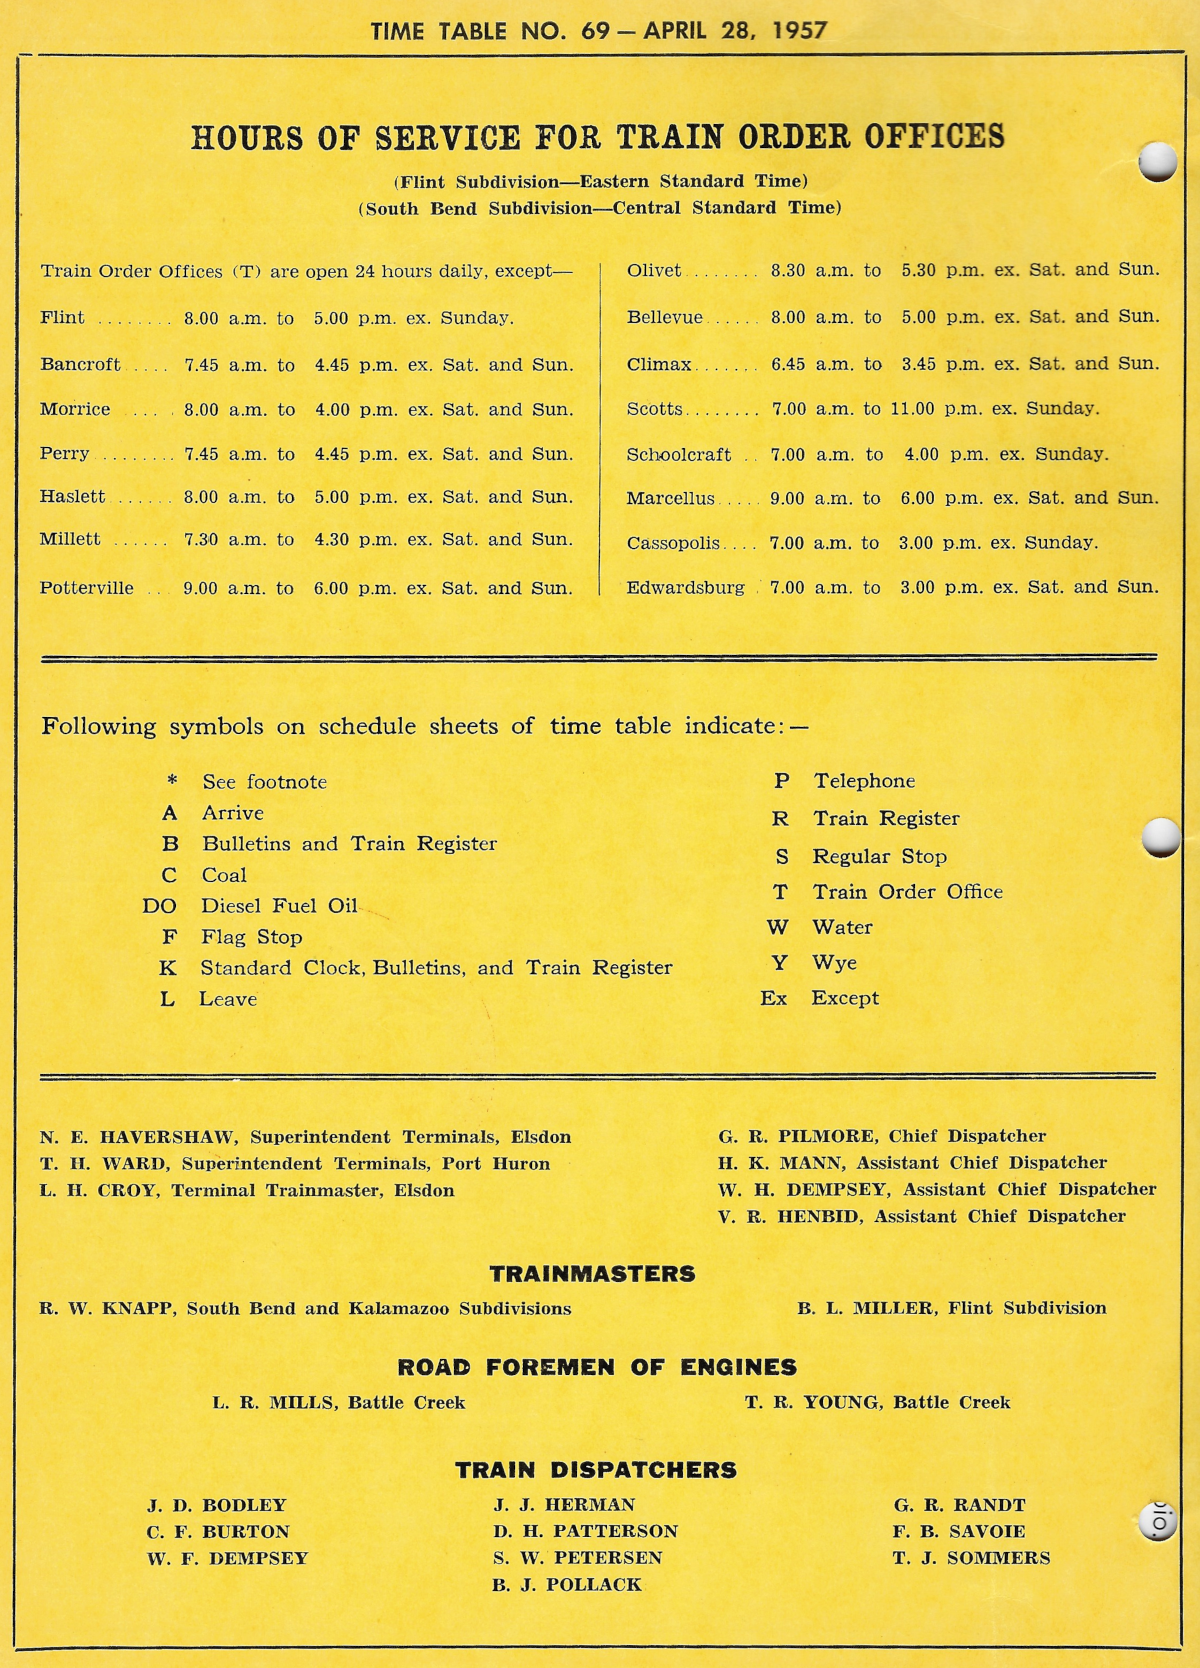 TIME TABLE NO. 69 — APRIL 28, 1957
HOURS OF SERVICE FOR TRAIN ORDER OFFICES
(Flint Subdivision—Eastern Standard Time)
(South Bend Subdivision—Central Standard Time)
Train Order Offices (T) are open 24 hours daily, except—
Flint ........ 8.00 a.m. to 5.00 p.m. ex. Sunday.
Bancroft .... 7.45 a.m. to 4.45 p.m. ex. Sat. and Sun.
Morrice .... 8.00 a.m. to 4.00 p.m. ex. Sat. and Sun.
Perry ........ 7.45 a.m. to 4.45 p.m. ex. Sat. and Sun.
Haslett ...... 8.00 a.m. to 5.00 p.m. ex. Sat. and Sun.
Millett ...... 7.30 a.m. to 4.30 p.m. ex. Sat. and Sun.
Potterville .. 9.00 a.m. to 6.00 p.m. ex. Sat. and Sun.
Olivet ........ 8.30 a.m. to 5.30 p.m. ex. Sat. and Sun.
Bellevue ...... 8.00 a.m. to 5.00 p.m. ex. Sat. and Sun.
Climax ....... 6.45 a.m. to 3.45 p.m. ex. Sat. and Sun.
Scotts ........ 7.00 a.m. to 11.00 p.m. ex. Sunday.
Schoolcraft .. 7.00 a.m. to 4.00 p.m. ex. Sunday.
Marcellus ..... 9.00 a.m. to 6.00 p.m. ex. Sat. and Sun.
Cassopolis .... 7.00 a.m. to 3.00 p.m. ex. Sunday.
Edwardsburg . 7.00 a.m. to 3.00 p.m. ex. Sat. and Sun.
Following symbols on schedule sheets of time table indicate:—
* See footnote
A Arrive
B Bulletins and Train Register
C Coal
DO Diesel Fuel Oil
F Flag Stop
K Standard Clock, Bulletins, and Train Register
L Leave
P Telephone
R Train Register
S Regular Stop
T Train Order Office
W Water
Y Wye
Ex Except
N. E. HAVERSHAW, Superintendent Terminals, Elsdon
T. H. WARD, Superintendent Terminals, Port Huron
L. H. CROY, Terminal Trainmaster, Elsdon
G. R. PILMORE, Chief Dispatcher
H. K. MANN, Assistant Chief Dispatcher
W. H. DEMPSEY, Assistant Chief Dispatcher
V. R. HENBID, Assistant Chief Dispatcher
TRAINMASTERS
R. W. KNAPP, South Bend and Kalamazoo Subdivisions
B. L. MILLER, Flint Subdivision
ROAD FOREMEN OF ENGINES
L. R. MILLS, Battle Creek
T. R. YOUNG, Battle Creek
TRAIN DISPATCHERS
J. D. BODLEY
C. F. BURTON
W. F. DEMPSEY
J. J. HERMAN
D. H. PATTERSON
S. W. PETERSEN
B. J. POLLACK
G. R. RANDT
F. B. SAVOIE
T. J. SOMMERS